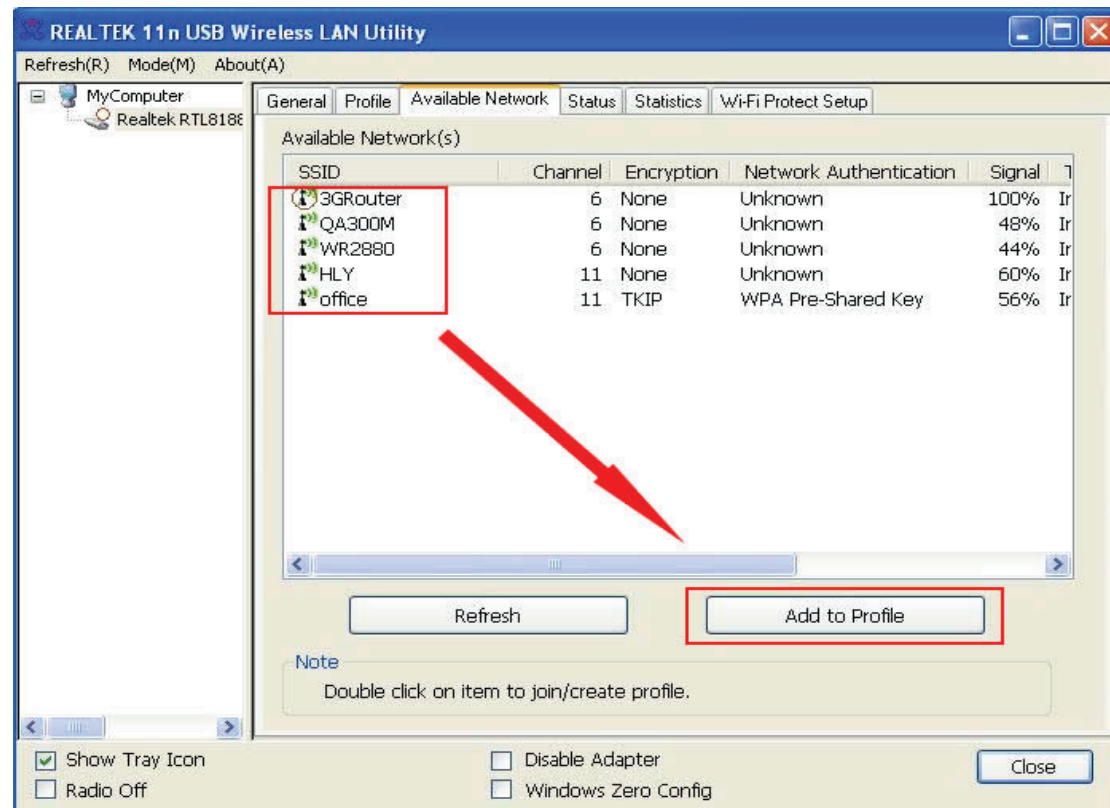 REALTEK 11n USB Wireless LAN Utility
Refresh(R) Mode(M) About(A)
MyComputer
Realtek RTL8188
General Profile Available Network Status Statistics Wi-Fi Protect Setup
Available Network(s)
SSID Channel Encryption Network Authentication Signal
3GRouter 6 None Unknown 100%
QA300M 6 None Unknown 48%
WR2880 6 None Unknown 44%
HLY 11 None Unknown 60%
office 11 TKIP WPA Pre-Shared Key 56%
Refresh Add to Profile
Note
Double click on item to join/create profile.
Show Tray Icon Disable Adapter Close
Radio Off Windows Zero Config